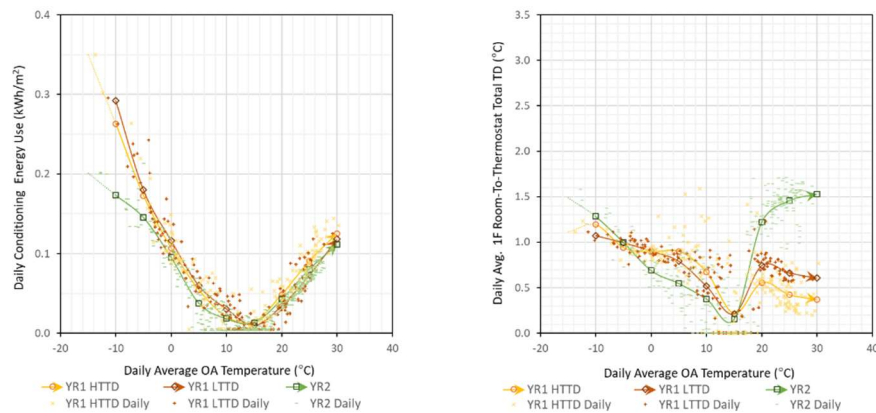 0.4
0.3
0.2
0.1
0.0
Daily Conditioning Energy Use (kWh/m²)
-20 -10 0 10 20 30 40
Daily Average OA Temperature (°C)
YR1 HTTD YR1 LTTD YR2
YR1 HTTD Daily YR1 LTTD Daily YR2 Daily
3.5
3.0
2.5
2.0
1.5
1.0
0.5
0.0
Daily Avg. 1F Room-To-Thermostat Total TD (°C)
-20 -10 0 10 20 30 40
Daily Average OA Temperature (°C)
YR1 HTTD YR1 LTTD YR2
YR1 HTTD Daily YR1 LTTD Daily YR2 Daily